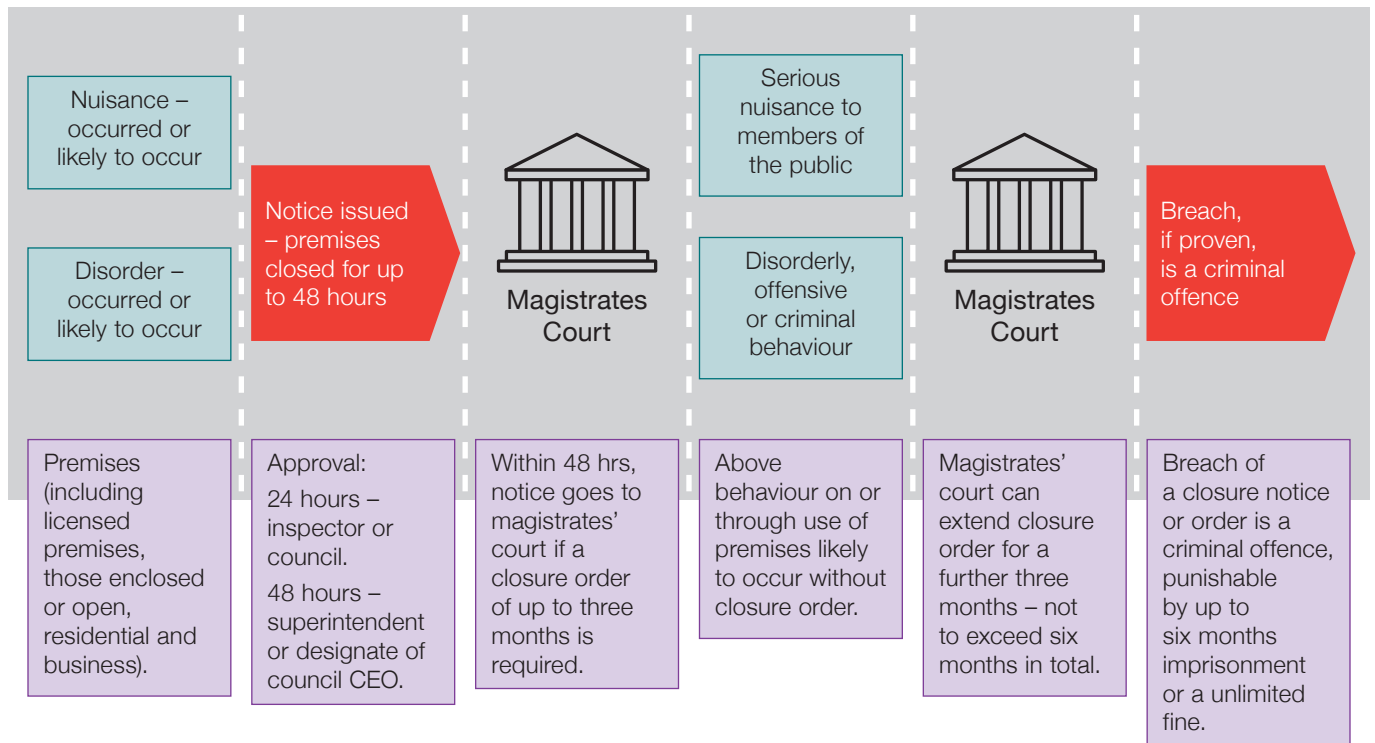 Nuisance –
occurred or
likely to occur
Disorder –
occurred or
likely to occur
Notice issued
– premises
closed for up
to 48 hours
Magistrates
Court
Serious
nuisance to
members of
the public
Disorderly,
offensive
or criminal
behaviour
Magistrates
Court
Breach,
if proven,
is a criminal
offence
Premises
(including
licensed
premises,
those enclosed
or open,
residential and
business).
Approval:
24 hours –
inspector or
council.
48 hours –
superintendent
or designate of
council CEO.
Within 48 hrs,
notice goes to
magistrates’
court if a
closure order
of up to three
months is
required.
Above
behaviour on or
through use of
premises likely
to occur without
closure order.
Magistrates’
court can
extend closure
order for a
further three
months – not
to exceed six
months in total.
Breach of
a closure notice
or order is a
criminal offence,
punishable
by up to
six months
imprisonment
or a unlimited
fine.